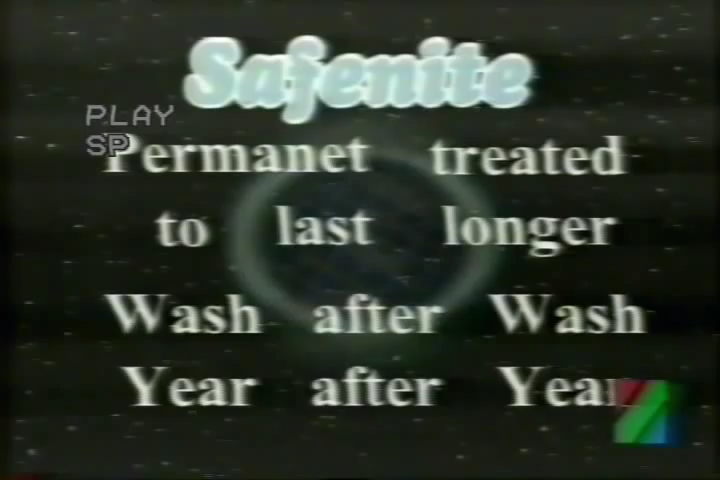 Safenite
PLAY
SP
Permanet treated
to last longer
Wash after Wash
Year after Year